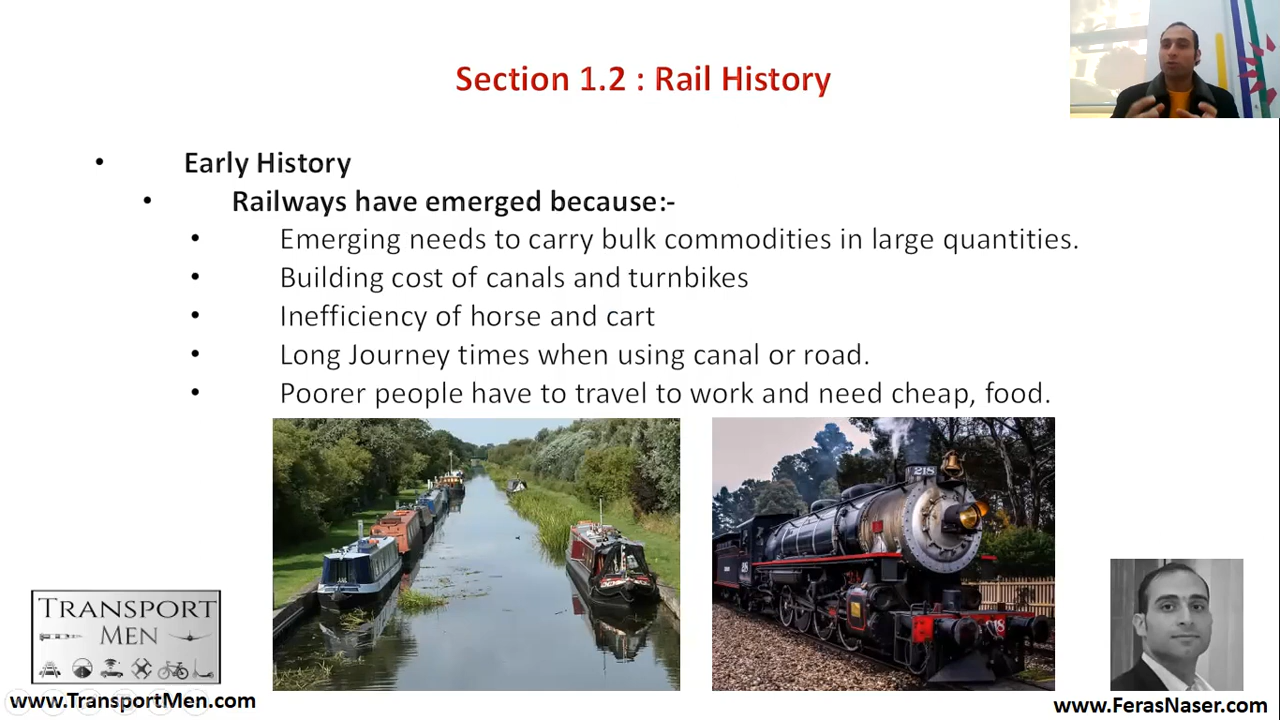 Section 1.2 : Rail History
• Early History
• Railways have emerged because:-
• Emerging needs to carry bulk commodities in large quantities.
• Building cost of canals and turnbikes
• Inefficiency of horse and cart
• Long Journey times when using canal or road.
• Poorer people have to travel to work and need cheap, food.
218
TRANSPORT
MEN
www.TransportMen.com
www.FerasNaser.com